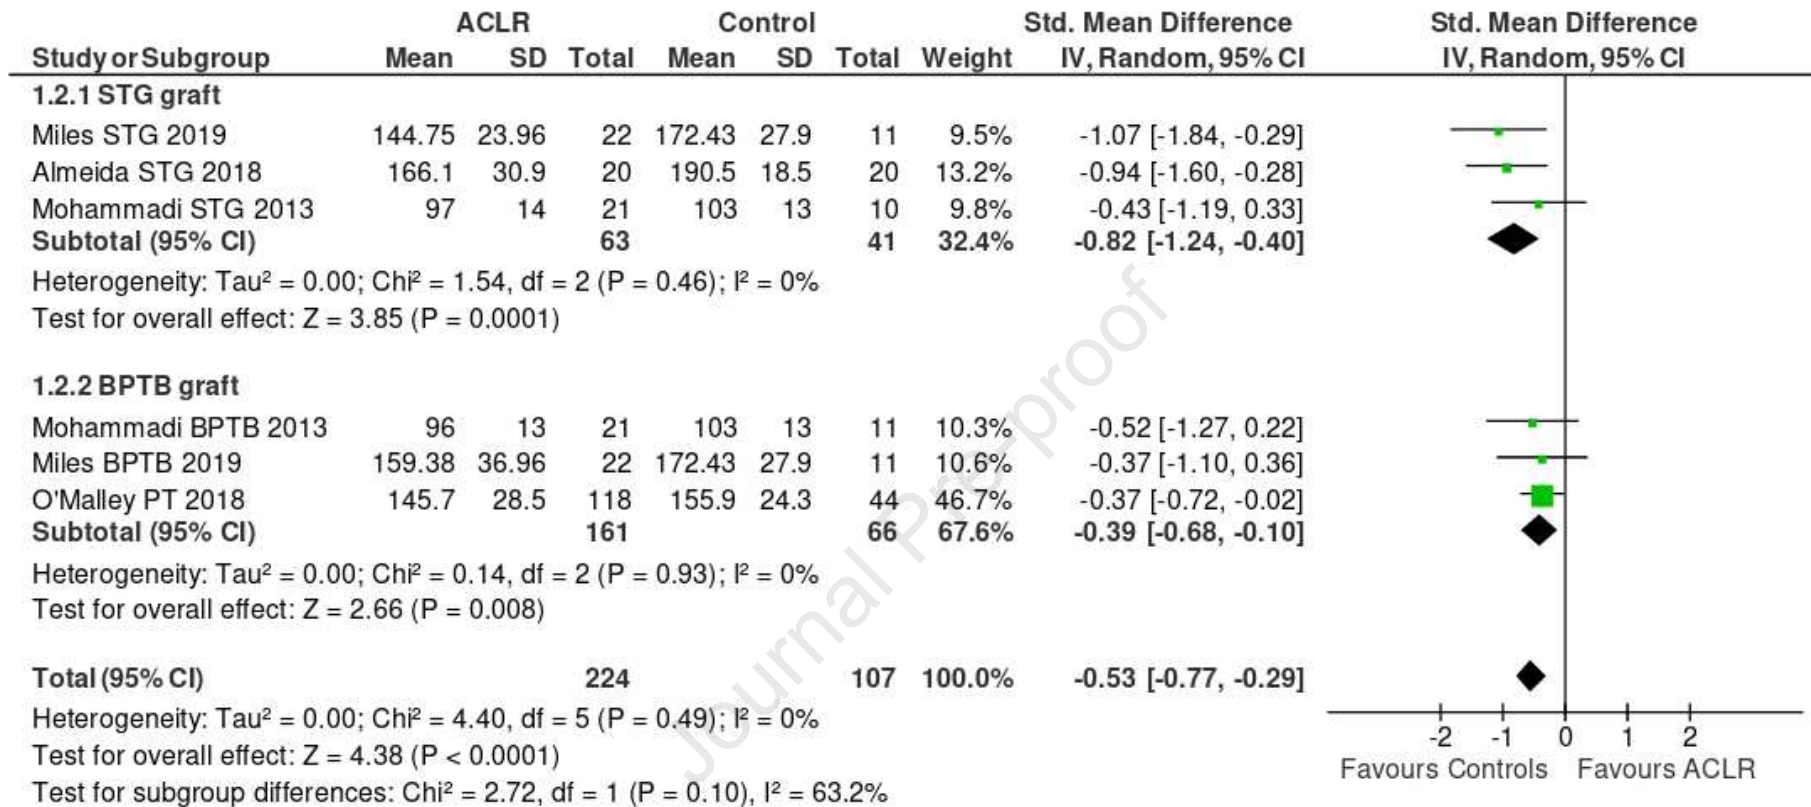 ACLR Control Std. Mean Difference Std. Mean Difference
Study or Subgroup Mean SD Total Mean SD Total Weight IV, Random, 95% CI IV, Random, 95% CI
1.2.1 STG graft
Miles STG 2019 144.75 23.96 22 172.43 27.9 11 9.5% -1.07 [-1.84, -0.29]
Almeida STG 2018 166.1 30.9 20 190.5 18.5 20 13.2% -0.94 [-1.60, -0.28]
Mohammadi STG 2013 97 14 21 103 13 10 9.8% -0.43 [-1.19, 0.33]
Subtotal (95% CI) 63 41 32.4% -0.82 [-1.24, -0.40]
Heterogeneity: Tau² = 0.00; Chi² = 1.54, df = 2 (P = 0.46); I² = 0%
Test for overall effect: Z = 3.85 (P = 0.0001)
1.2.2 BPTB graft
Mohammadi BPTB 2013 96 13 21 103 13 11 10.3% -0.52 [-1.27, 0.22]
Miles BPTB 2019 159.38 36.96 22 172.43 27.9 11 10.6% -0.37 [-1.10, 0.36]
O'Malley PT 2018 145.7 28.5 118 155.9 24.3 44 46.7% -0.37 [-0.72, -0.02]
Subtotal (95% CI) 161 66 67.6% -0.39 [-0.68, -0.10]
Heterogeneity: Tau² = 0.00; Chi² = 0.14, df = 2 (P = 0.93); I² = 0%
Test for overall effect: Z = 2.66 (P = 0.008)
Total (95% CI) 224 107 100.0% -0.53 [-0.77, -0.29]
Heterogeneity: Tau² = 0.00; Chi² = 4.40, df = 5 (P = 0.49); I² = 0%
Test for overall effect: Z = 4.38 (P < 0.0001)
Test for subgroup differences: Chi² = 2.72, df = 1 (P = 0.10), I² = 63.2%
-2 -1 0 1 2
Favours Controls Favours ACLR
Journal Pre-proof